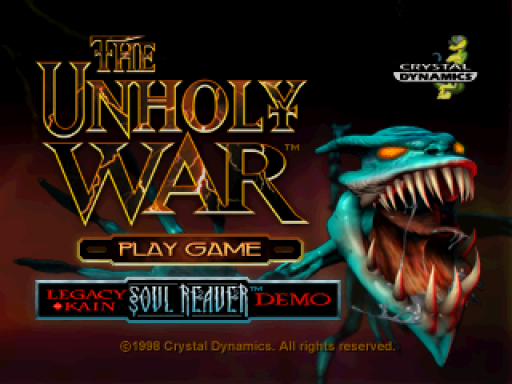 THE
UNHOLY
WAR™
CRYSTAL
DYNAMICS
PLAY GAME
LEGACY KAIN SOUL REAVER™ DEMO
©1998 Crystal Dynamics. All rights reserved.